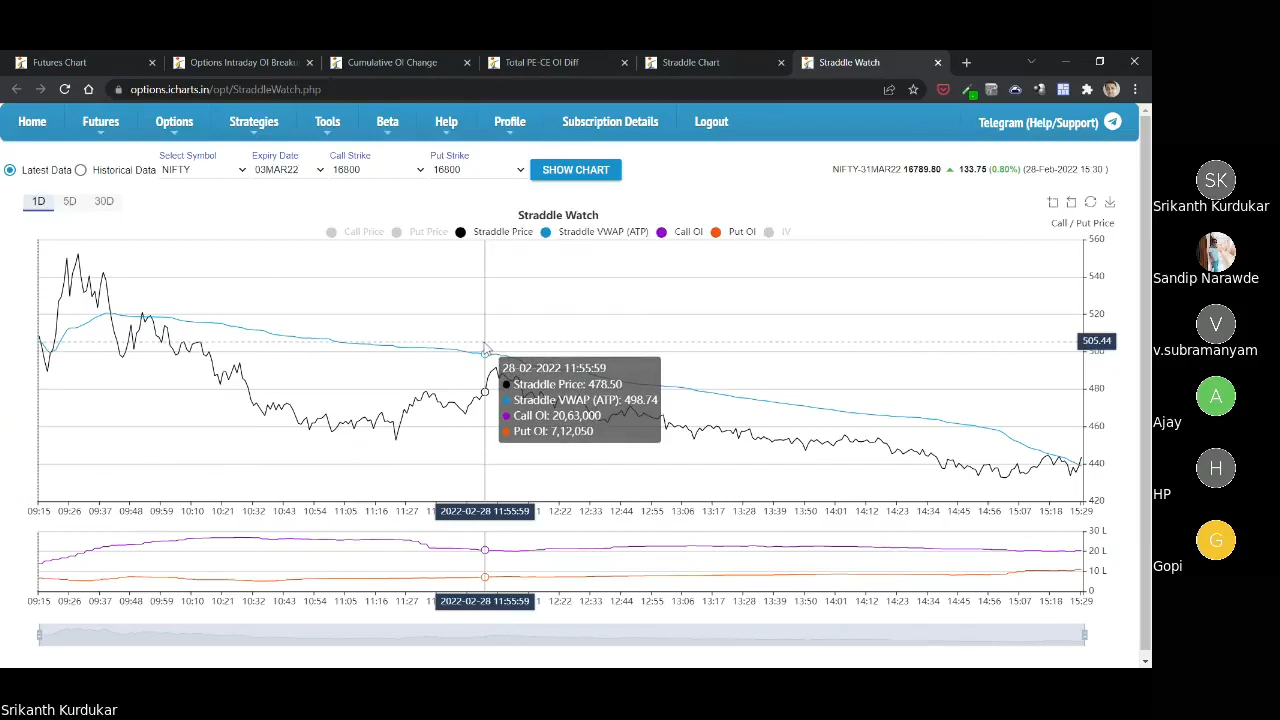 Futures Chart
Options Intraday OI Breaku
Cumulative OI Change
Total PE-CE OI Diff
Straddle Chart
Straddle Watch
options.icharts.in/opt/StraddleWatch.php
Home Futures Options Strategies Tools Beta Help Profile Subscription Details Logout Telegram (Help/Support)
Select Symbol Expiry Date Call Strike Put Strike
Latest Data Historical Data NIFTY 03MAR22 16800 16800 SHOW CHART NIFTY-31MAR22 16789.80 133.75 (0.80%) (28-Feb-2022 15:30 )
1D 5D 30D
Straddle Watch
Call / Put Price
Call Price Put Price Straddle Price Straddle VWAP (ATP) Call OI Put OI IV
560
540
520
505.44
500
480
460
440
420
28-02-2022 11:55:59
Straddle Price: 478.50
Straddle VWAP (ATP): 498.74
Call OI: 20,63,000
Put OI: 7,12,050
09:15 09:26 09:37 09:48 09:59 10:10 10:21 10:32 10:43 10:54 11:05 11:16 11:27 2022-02-28 11:55:59 1 12:22 12:33 12:44 12:55 13:06 13:17 13:28 13:39 13:50 14:01 14:12 14:23 14:34 14:45 14:56 15:07 15:18 15:29
30 L
20 L
10 L
0
09:15 09:26 09:37 09:48 09:59 10:10 10:21 10:32 10:43 10:54 11:05 11:16 11:27 2022-02-28 11:55:59 1 12:22 12:33 12:44 12:55 13:06 13:17 13:28 13:39 13:50 14:01 14:12 14:23 14:34 14:45 14:56 15:07 15:18 15:29
SK
Srikanth Kurdukar
Sandip Narawde
V
v.subramanyam
A
Ajay
H
HP
G
Gopi
Srikanth Kurdukar